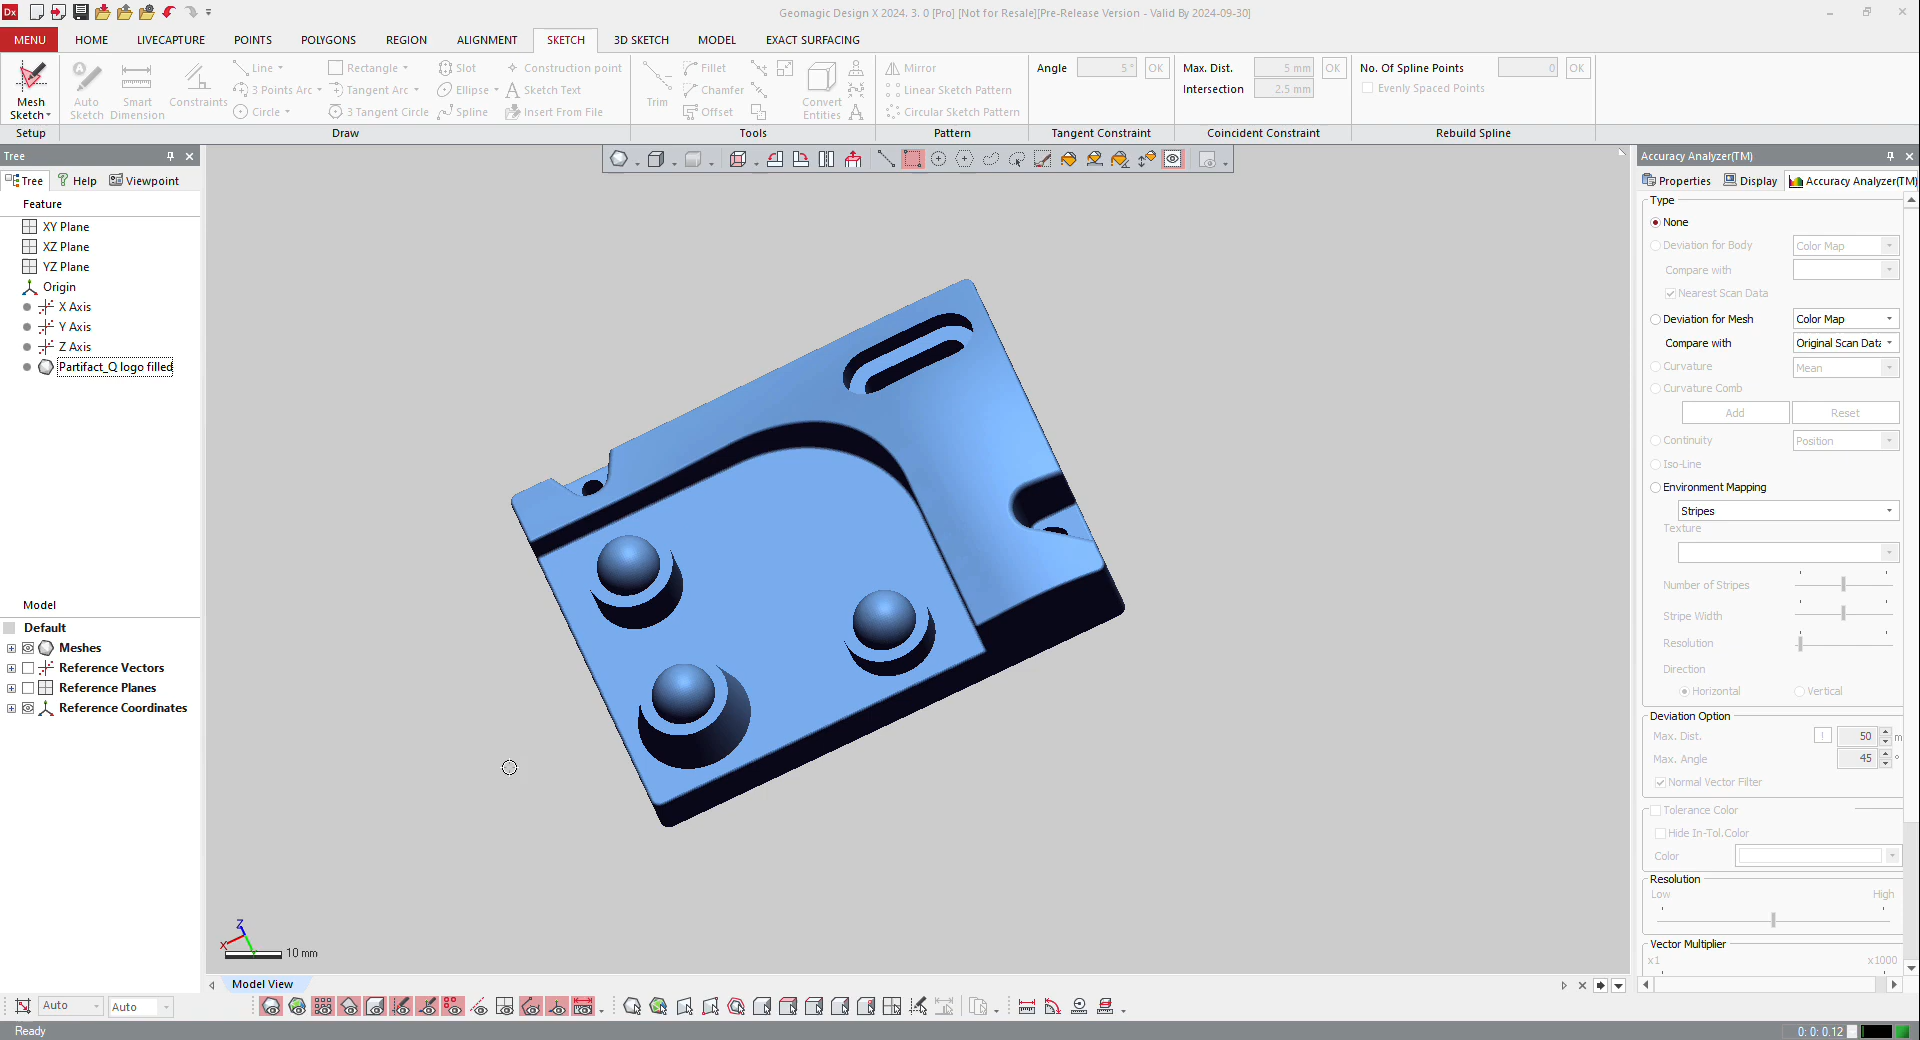 Dx
Geomagic Design X 2024. 3. 0 [Pro] [Not for Resale][Pre-Release Version - Valid By 2024-09-30]
MENU HOME LIVECAPTURE POINTS POLYGONS REGION ALIGNMENT SKETCH 3D SKETCH MODEL EXACT SURFACING
Line Rectangle Slot Construction point Fillet Mirror Angle 5 ° OK Max. Dist. 5 mm OK No. Of Spline Points 0 OK
3 Points Arc Tangent Arc Ellipse Sketch Text Chamfer Linear Sketch Pattern Intersection 2.5 mm Evenly Spaced Points
Mesh Sketch Auto Sketch Smart Dimension Constraints Circle 3 Tangent Circle Spline Insert From File Trim Offset Convert Entities Circular Sketch Pattern
Setup Draw Tools Pattern Tangent Constraint Coincident Constraint Rebuild Spline
Tree
Tree Help Viewpoint
Feature
XY Plane
XZ Plane
YZ Plane
Origin
X Axis
Y Axis
Z Axis
Partifact_Q logo filled
Model
Default
Meshes
Reference Vectors
Reference Planes
Reference Coordinates
Z
X
10 mm
Model View
Accuracy Analyzer(TM)
Properties Display Accuracy Analyzer(TM)
Type
None
Deviation for Body Color Map
Compare with
Nearest Scan Data
Deviation for Mesh Color Map
Compare with Original Scan Data
Curvature Mean
Curvature Comb
Add Reset
Continuity Position
Iso-Line
Environment Mapping
Stripes
Texture
Number of Stripes
Stripe Width
Resolution
Direction
Horizontal Vertical
Deviation Option
Max. Dist. ! 50 m
Max. Angle 45 °
Normal Vector Filter
Tolerance Color
Hide In-Tol.Color
Color
Resolution
Low High
Vector Multiplier
x1 x1000
Auto Auto
Ready 0: 0: 0.12